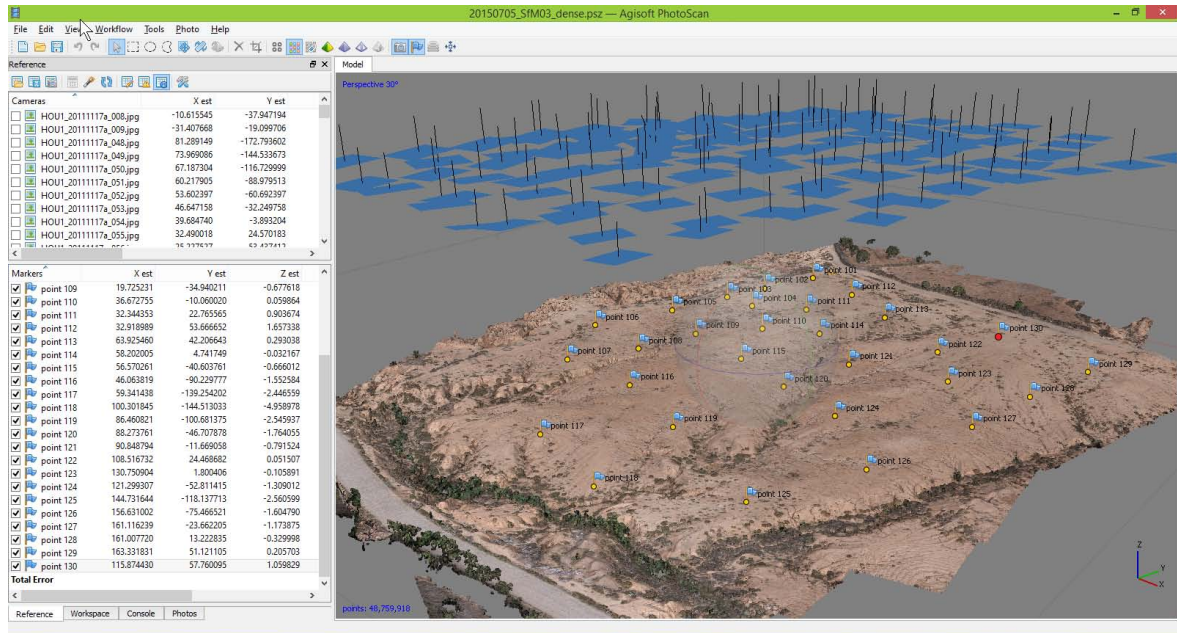 20150705_SfM03_dense.psz — Agisoft PhotoScan
File Edit View Workflow Tools Photo Help
Reference
Model
Cameras X est Y est
HOU1_20111117a_008.jpg -10.615545 -37.947194
HOU1_20111117a_009.jpg -31.407668 -19.099706
HOU1_20111117a_048.jpg 81.289149 -172.793602
HOU1_20111117a_049.jpg 73.969086 -144.533673
HOU1_20111117a_050.jpg 67.187304 -116.729999
HOU1_20111117a_051.jpg 60.217905 -88.979513
HOU1_20111117a_052.jpg 53.602397 -60.692397
HOU1_20111117a_053.jpg 46.647158 -32.249758
HOU1_20111117a_054.jpg 39.684740 -3.893204
HOU1_20111117a_055.jpg 32.490018 24.570183
Markers X est Y est Z est
point 109 19.725231 -34.940211 -0.677618
point 110 36.672755 -10.060020 0.059864
point 111 32.344353 22.765565 0.903674
point 112 32.918989 53.666652 1.657338
point 113 63.925460 42.206643 0.293038
point 114 58.202005 4.741749 -0.032167
point 115 56.570261 -40.603761 -0.666012
point 116 46.063819 -90.229777 -1.552584
point 117 59.341438 -139.254202 -2.446559
point 118 100.301845 -144.513033 -4.958978
point 119 86.460821 -100.681375 -2.545937
point 120 88.273761 -46.707878 -1.764055
point 121 90.848794 -11.669058 -0.791524
point 122 108.516732 24.468682 0.051507
point 123 130.750904 1.800406 -0.105891
point 124 121.299307 -52.811415 -1.309012
point 125 144.731644 -118.137713 -2.560599
point 126 156.631002 -75.466521 -1.604790
point 127 161.116239 -23.662205 -1.173875
point 128 161.007720 13.222835 -0.329998
point 129 163.331831 51.121105 0.205703
point 130 115.874430 57.760095 1.059829
Total Error
Reference Workspace Console Photos
Perspective 30°
point 101
point 102
point 112
point 103
point 104
point 111
point 105
point 113
point 106
point 110
point 109
point 114
point 130
point 108
point 122
point 107
point 115
point 121
point 129
point 116
point 120
point 123
point 128
point 124
point 119
point 127
point 117
point 126
point 118
point 125
Z
Y
X
points: 48,759,918